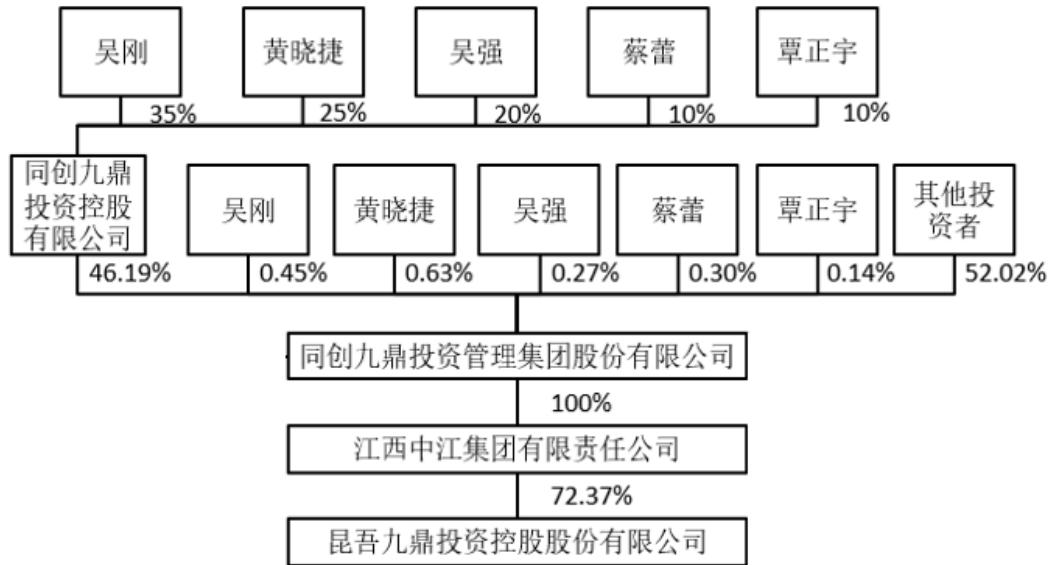 吴刚
黄晓捷
吴强
蔡蕾
覃正宇
35%
25%
20%
10%
10%
同创九鼎
投资控股
有限公司
吴刚
黄晓捷
吴强
蔡蕾
覃正宇
其他投
资者
46.19%
0.45%
0.63%
0.27%
0.30%
0.14%
52.02%
同创九鼎投资管理集团股份有限公司
100%
江西中江集团有限责任公司
72.37%
昆吾九鼎投资控股股份有限公司